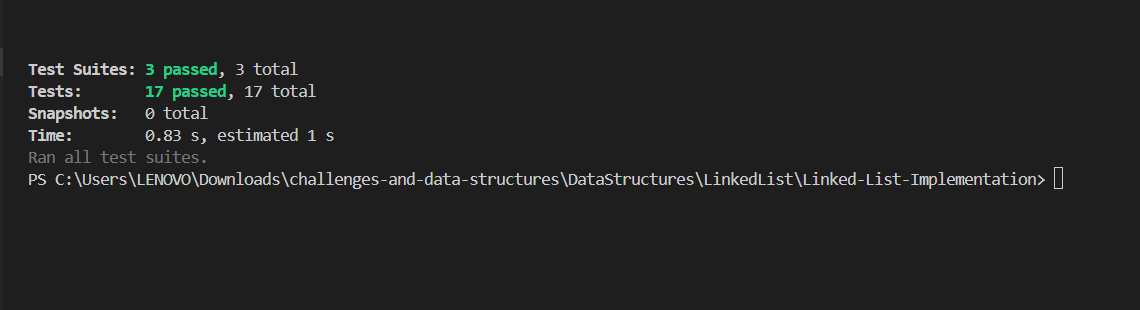 Test Suites: 3 passed, 3 total
Tests:       17 passed, 17 total
Snapshots:   0 total
Time:        0.83 s, estimated 1 s
Ran all test suites.
PS C:\Users\LENOVO\Downloads\challenges-and-data-structures\DataStructures\LinkedList\Linked-List-Implementation>